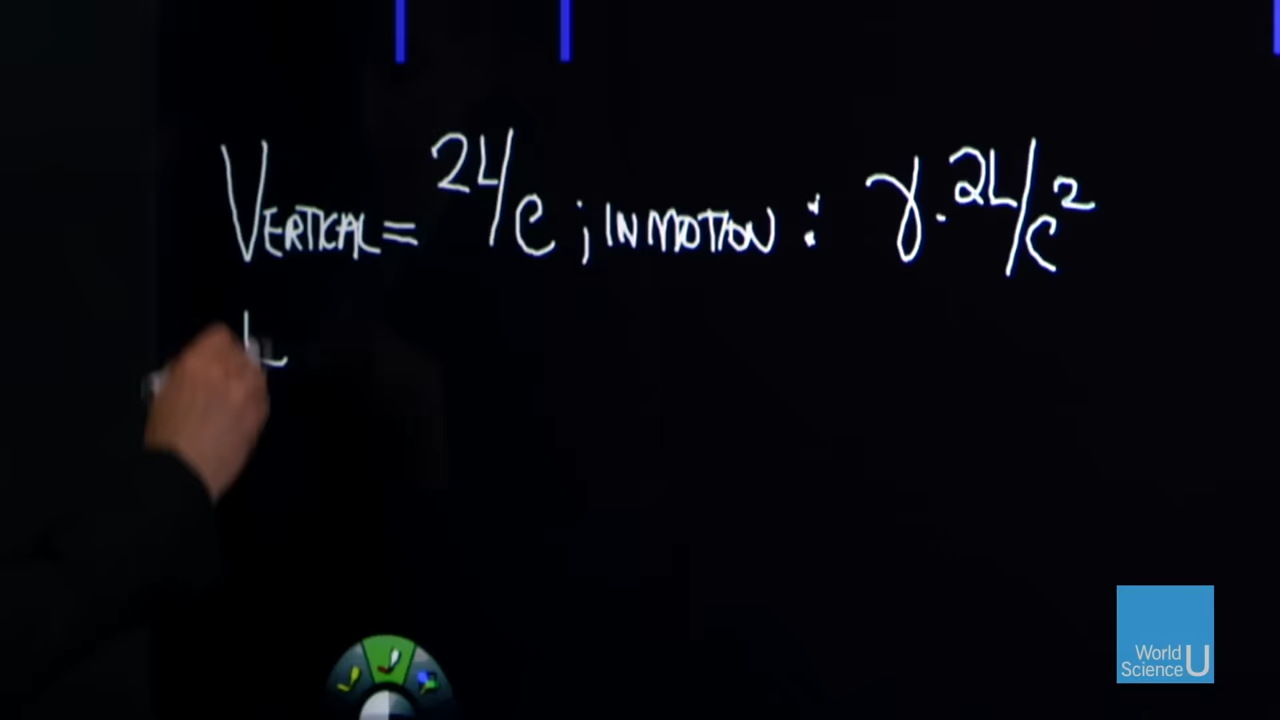 VERTICAL = 2L/c ; IN MOTION : γ · 2L/c²
World
Science U